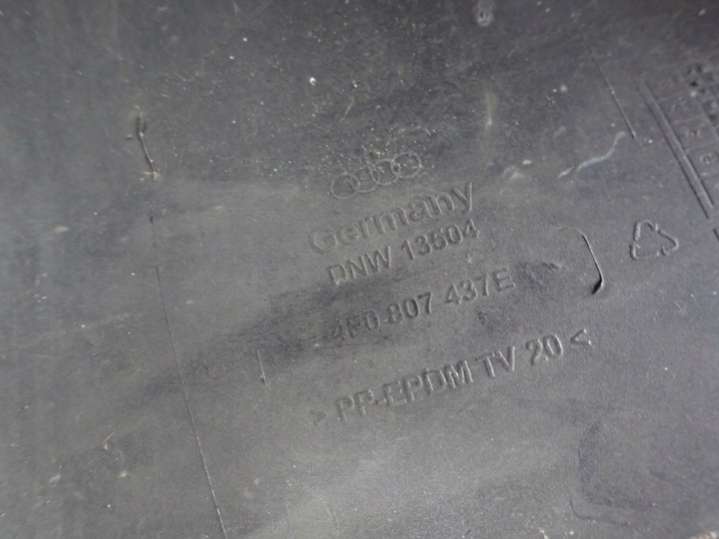 Germany
DNW 13504
4F0 807 437E
> PP-EPDM TV 20 <